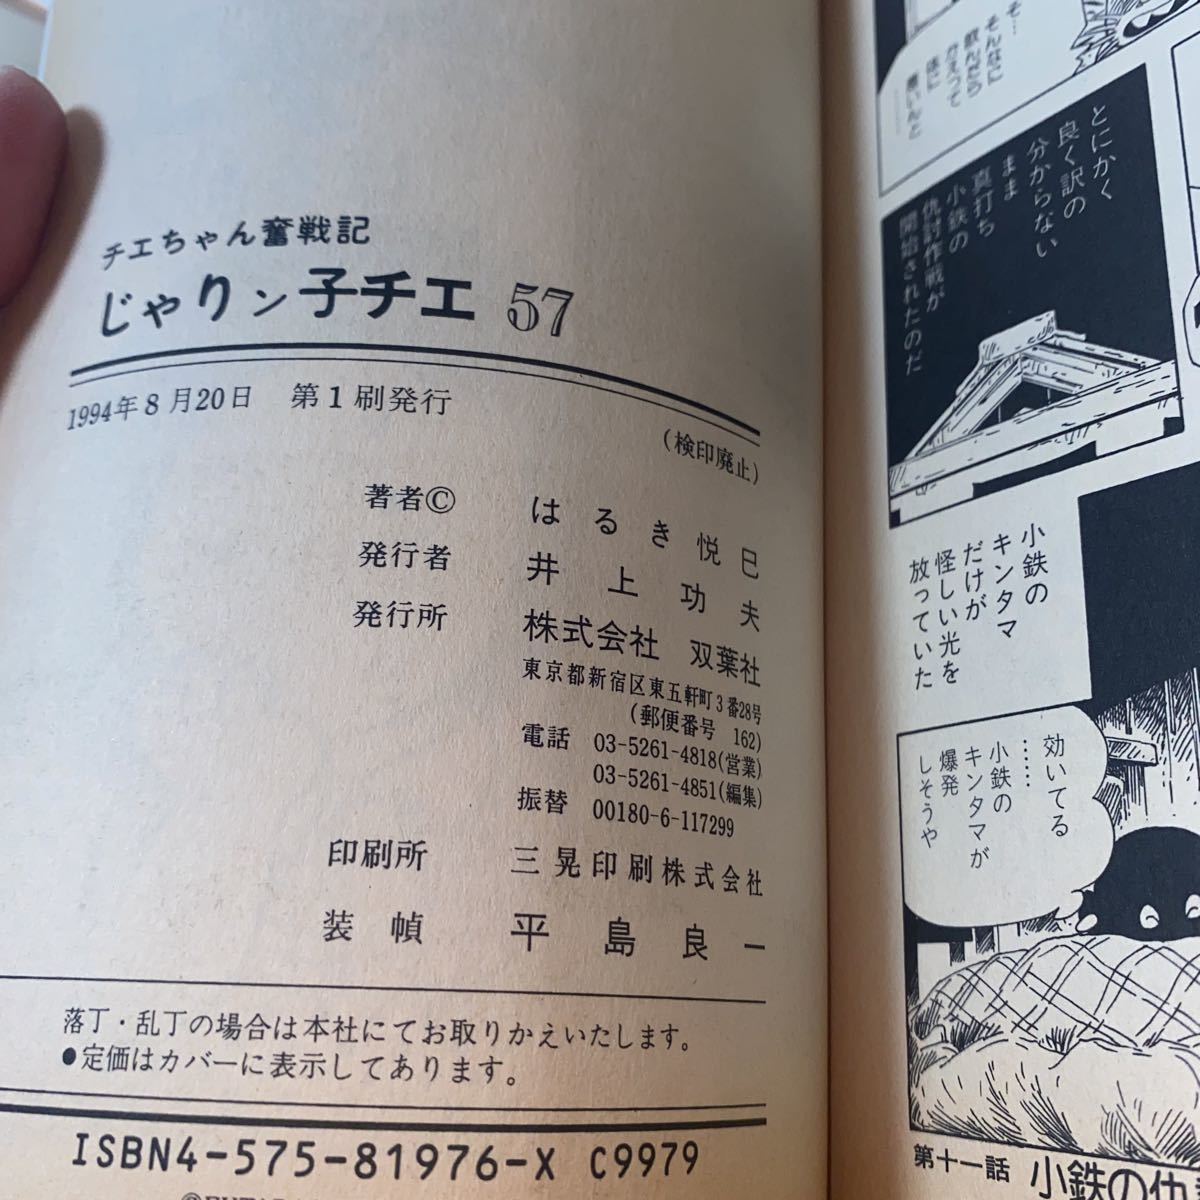 チエちゃん奮戦記
じゃりン子チエ 57
1994年8月20日 第1刷発行
(検印廃止)
著者© はるき悦巳
発行者 井上功夫
発行所 株式会社 双葉社
東京都新宿区東五軒町3番28号
(郵便番号 162)
電話 03-5261-4818(営業)
03-5261-4851(編集)
振替 00180-6-117299
印刷所 三晃印刷株式会社
装幀 平島良一
落丁・乱丁の場合は本社にてお取りかえいたします。
●定価はカバーに表示してあります。
ISBN4-575-81976-X C9979
そ…
そんなに
飲んだら
かえって
体に
悪いんと
………
とにかく
良く訳の
分からない
まま
真打ち
小鉄の
仇討作戦が
開始されたのだ
小鉄の
キンタマ
だけが
怪しい光を
放っていた
効いてる
……
小鉄の
キンタマが
爆発
しそうや
第十一話 小鉄の仇